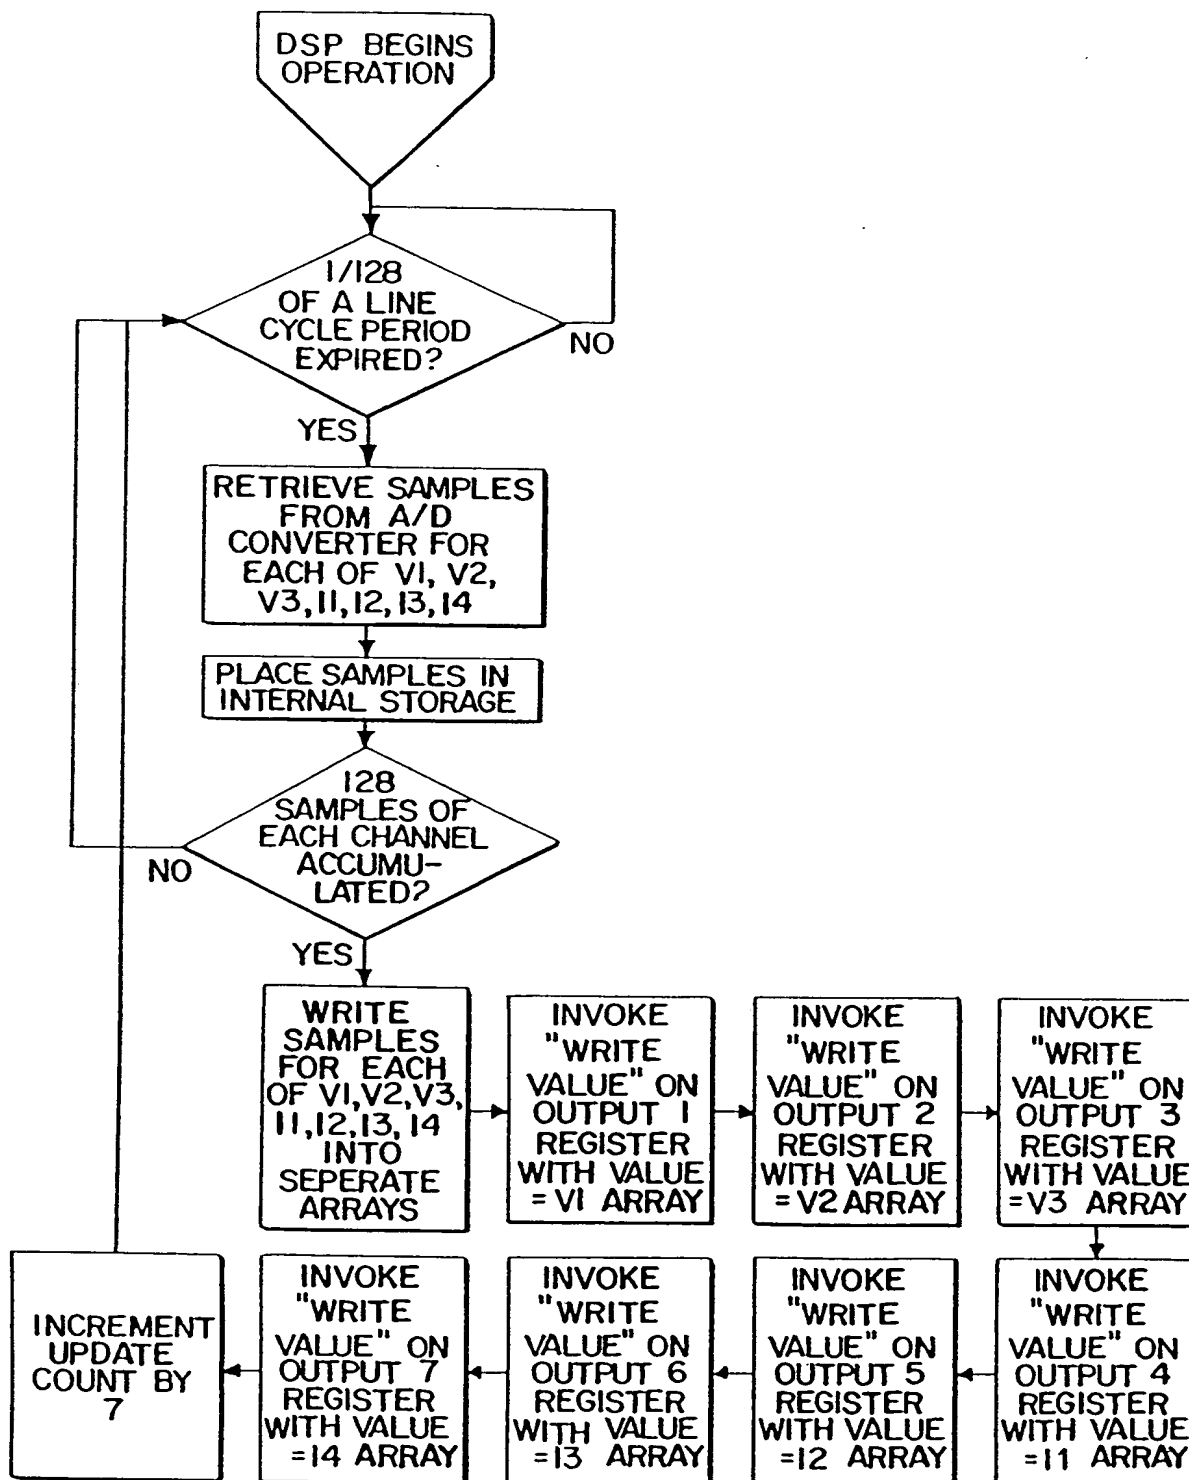 DSP BEGINS
OPERATION
1/128
OF A LINE
CYCLE PERIOD
EXPIRED?
NO
YES
RETRIEVE SAMPLES
FROM A/D
CONVERTER FOR
EACH OF V1, V2,
V3, I1, I2, I3, I4
PLACE SAMPLES IN
INTERNAL STORAGE
128
SAMPLES OF
EACH CHANNEL
ACCUMU-
LATED?
NO
YES
WRITE
SAMPLES
FOR EACH
OF V1, V2, V3,
I1, I2, I3, I4
INTO
SEPERATE
ARRAYS
INVOKE
"WRITE
VALUE" ON
OUTPUT 1
REGISTER
WITH VALUE
= V1 ARRAY
INVOKE
"WRITE
VALUE" ON
OUTPUT 2
REGISTER
WITH VALUE
= V2 ARRAY
INVOKE
"WRITE
VALUE" ON
OUTPUT 3
REGISTER
WITH VALUE
= V3 ARRAY
INVOKE
"WRITE
VALUE" ON
OUTPUT 4
REGISTER
WITH VALUE
= I1 ARRAY
INVOKE
"WRITE
VALUE" ON
OUTPUT 5
REGISTER
WITH VALUE
= I2 ARRAY
INVOKE
"WRITE
VALUE" ON
OUTPUT 6
REGISTER
WITH VALUE
= I3 ARRAY
INVOKE
"WRITE
VALUE" ON
OUTPUT 7
REGISTER
WITH VALUE
= I4 ARRAY
INCREMENT
UPDATE
COUNT BY
7